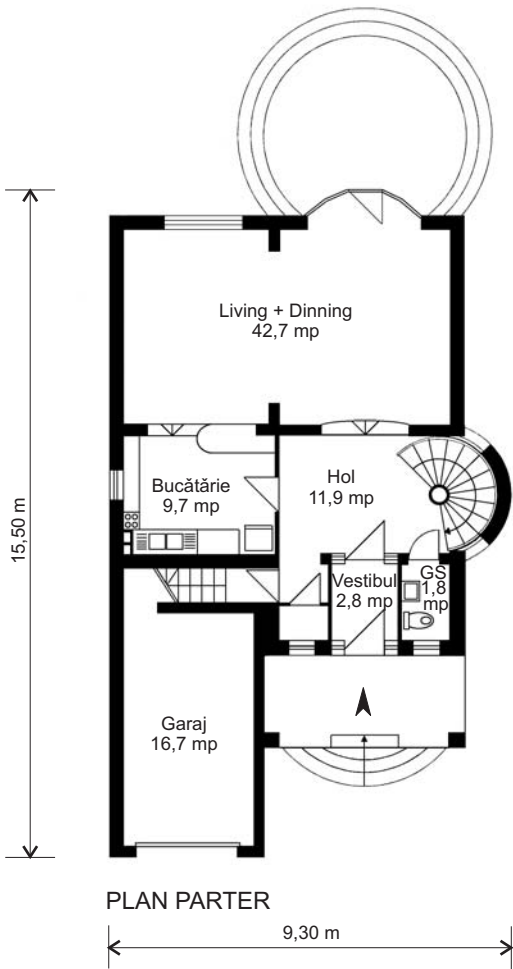 Living + Dinning
42,7 mp
Bucătărie
9,7 mp
Hol
11,9 mp
15,50 m
Vestibul
2,8 mp
GS
1,8
mp
Garaj
16,7 mp
PLAN PARTER
9,30 m